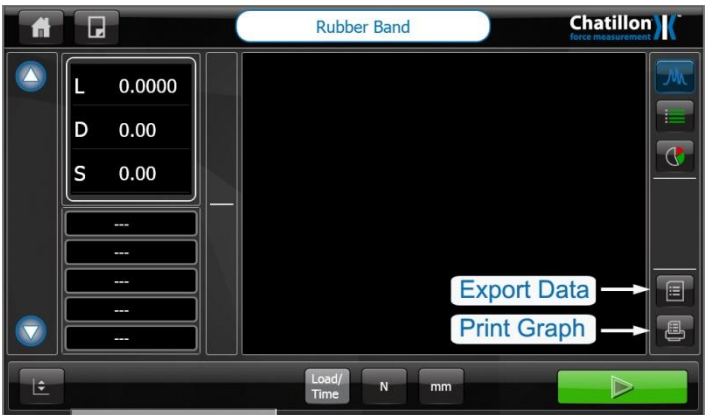 Rubber Band
Chatillon
force measurement
L 0.0000
D 0.00
S 0.00
---
---
---
---
---
Export Data
Print Graph
Load/
Time
N
mm